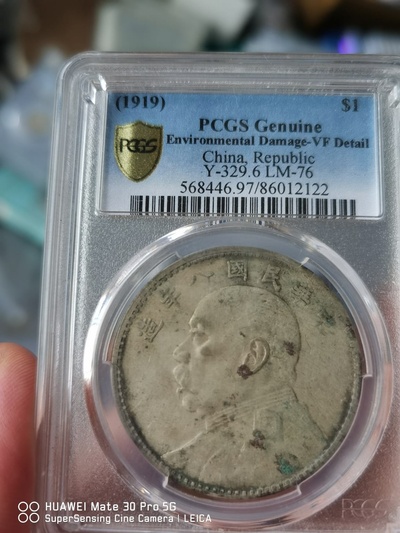 (1919) $1
PCGS Genuine
Environmental Damage-VF Detail
China, Republic
Y-329.6 LM-76
568446.97/86012122
PCGS
造年八國民華
PCGS
HUAWEI Mate 30 Pro 5G
SuperSensing Cine Camera | LEICA